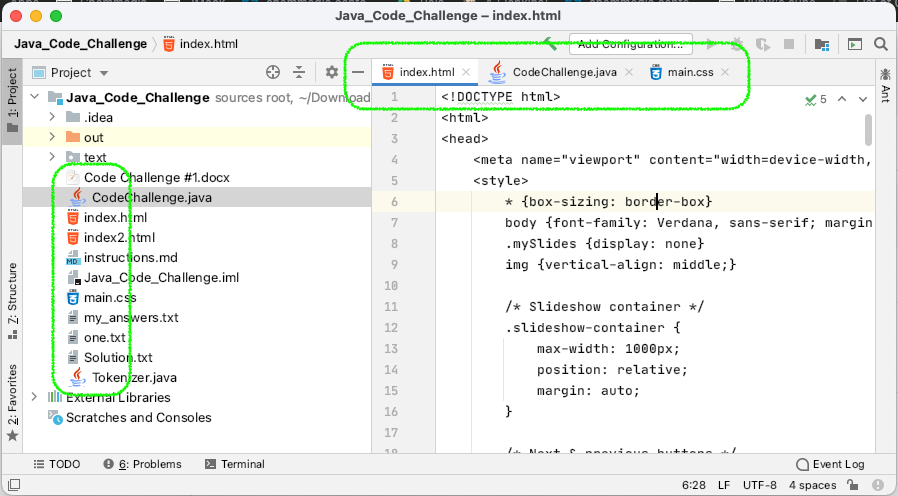 Java_Code_Challenge – index.html
Java_Code_Challenge
index.html
Add Configuration...
1: Project
Project
index.html
CodeChallenge.java
main.css
Ant
Java_Code_Challenge sources root, ~/Download
.idea
out
text
Code Challenge #1.docx
CodeChallenge.java
index.html
index2.html
instructions.md
Java_Code_Challenge.iml
main.css
my_answers.txt
one.txt
Solution.txt
Tokenizer.java
External Libraries
Scratches and Consoles
7: Structure
2: Favorites
5
1 <!DOCTYPE html>
2 <html>
3 <head>
4 <meta name="viewport" content="width=device-width,
5 <style>
6 * {box-sizing: border-box}
7 body {font-family: Verdana, sans-serif; margin
8 .mySlides {display: none}
9 img {vertical-align: middle;}
10
11 /* Slideshow container */
12 .slideshow-container {
13 max-width: 1000px;
14 position: relative;
15 margin: auto;
16 }
17
18 /* Next & previous buttons */
TODO
6: Problems
Terminal
Event Log
6:28 LF UTF-8 4 spaces